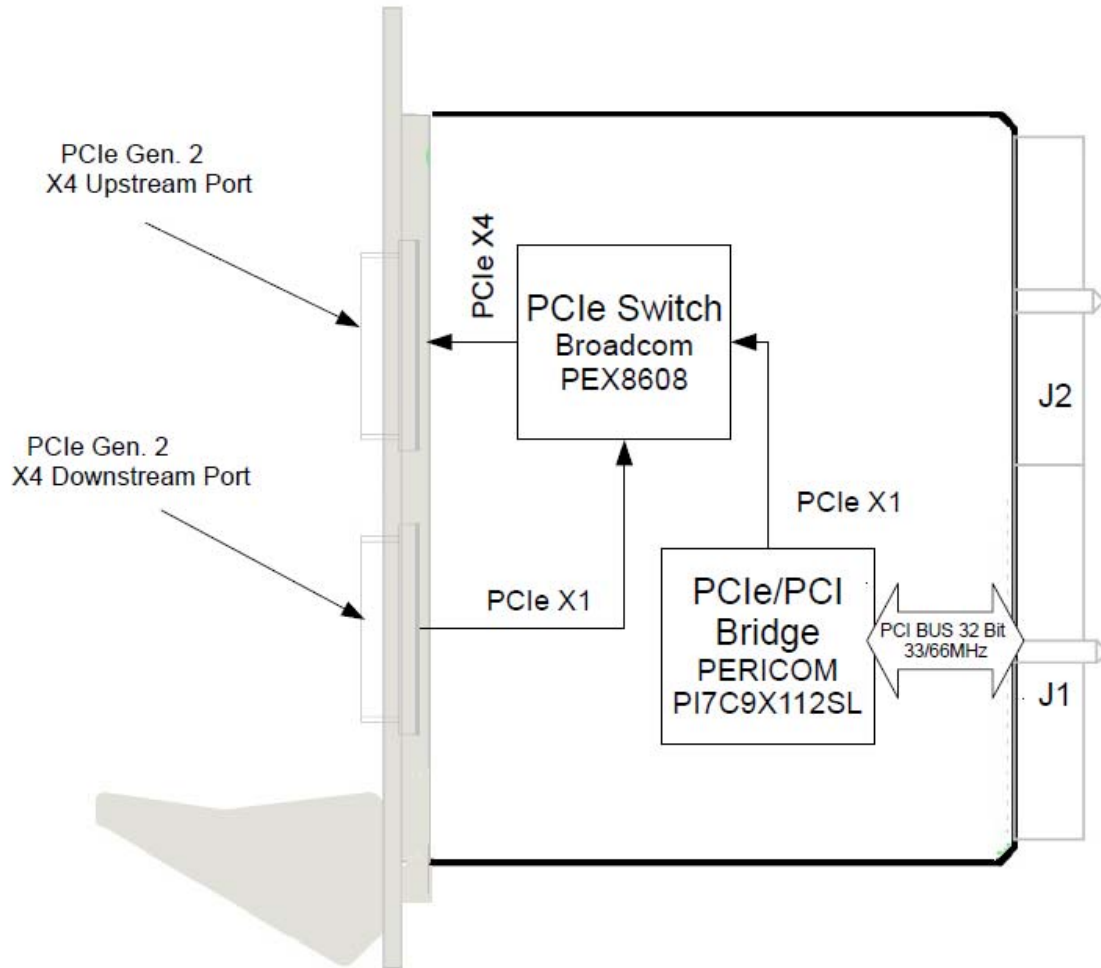 PCIe Gen. 2
X4 Upstream Port
PCIe X4
PCIe Switch
Broadcom
PEX8608
J2
PCIe Gen. 2
X4 Downstream Port
PCIe X1
PCIe X1
PCIe/PCI
Bridge
PERICOM
PI7C9X112SL
PCI BUS 32 Bit
33/66MHz
J1